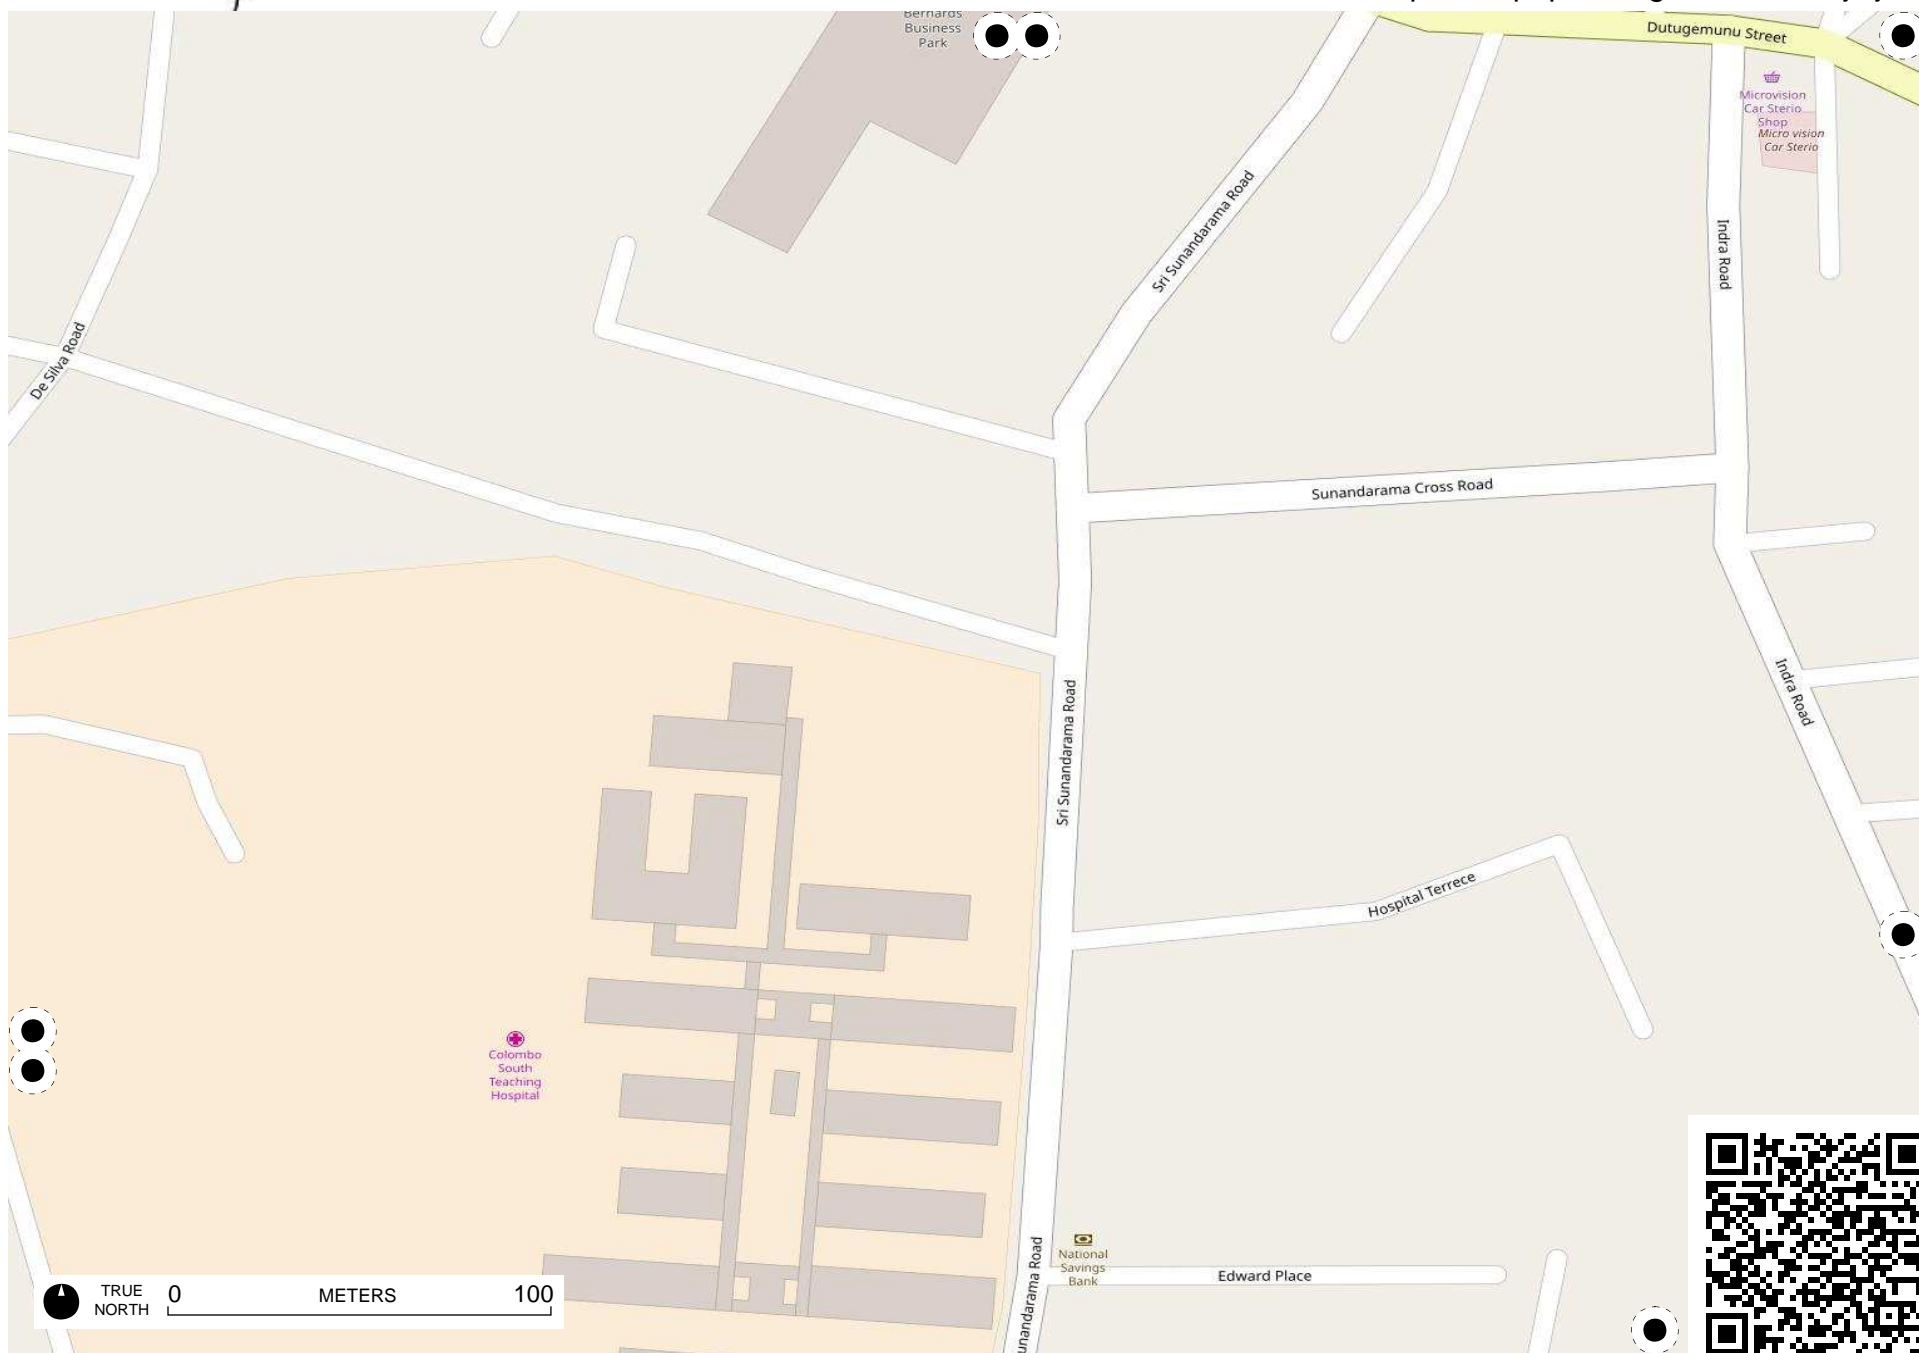 Bernards
Business
Park
Dutugemunu Street
Microvision
Car Sterio
Shop
Micro vision
Car Sterio
Sri Sunandarama Road
Indra Road
De Silva Road
Sunandarama Cross Road
Sri Sunandarama Road
Indra Road
Hospital Terrece
Colombo
South
Teaching
Hospital
National
Savings
Bank
Edward Place
unandarama Road
TRUE
NORTH
0 METERS 100